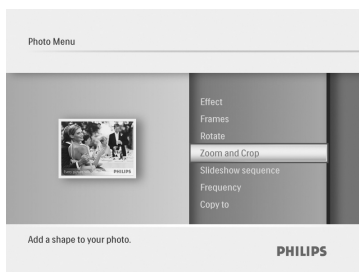 Photo Menu
Effect
Frames
Rotate
Zoom and Crop
Slideshow sequence
Frequency
Copy to
PHILIPS
Add a shape to your photo.
PHILIPS